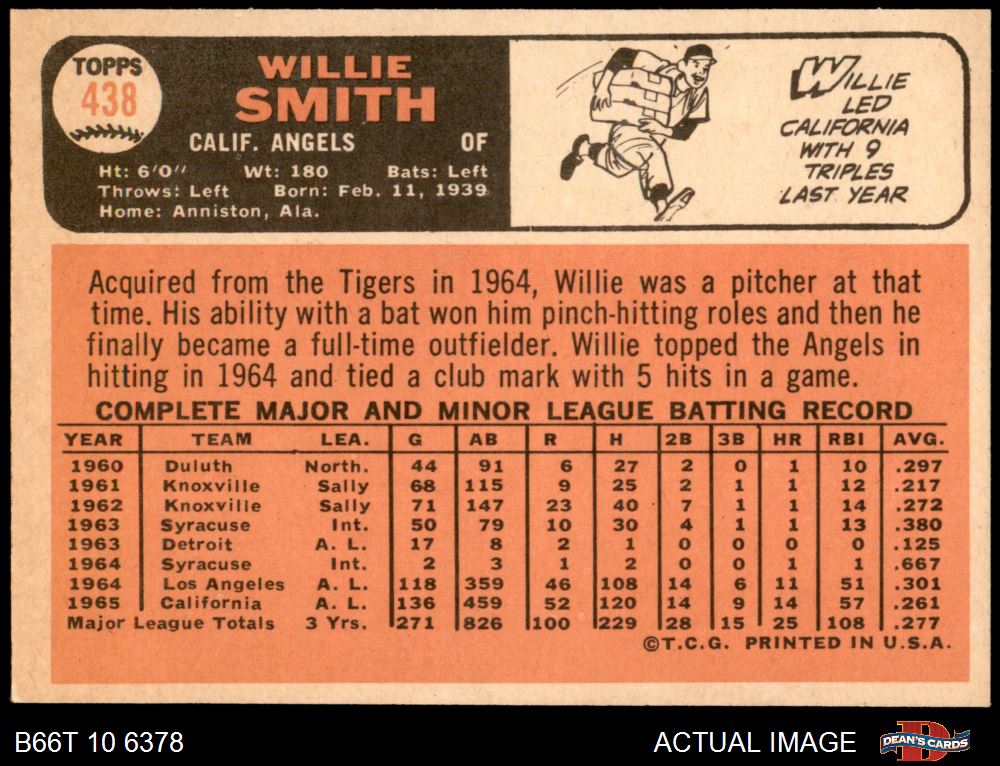 TOPPS
438
WILLIE
SMITH
CALIF. ANGELS OF
Ht: 6'0" Wt: 180 Bats: Left
Throws: Left Born: Feb. 11, 1939
Home: Anniston, Ala.
WILLIE
LED
CALIFORNIA
WITH 9
TRIPLES
LAST YEAR
Acquired from the Tigers in 1964, Willie was a pitcher at that
time. His ability with a bat won him pinch-hitting roles and then he
finally became a full-time outfielder. Willie topped the Angels in
hitting in 1964 and tied a club mark with 5 hits in a game.
COMPLETE MAJOR AND MINOR LEAGUE BATTING RECORD
YEAR TEAM LEA. G AB R H 2B 3B HR RBI AVG.
1960 Duluth North. 44 91 6 27 2 0 1 10 .297
1961 Knoxville Sally 68 115 9 25 2 1 1 12 .217
1962 Knoxville Sally 71 147 23 40 7 1 1 14 .272
1963 Syracuse Int. 50 79 10 30 4 1 1 13 .380
1963 Detroit A. L. 17 8 2 1 0 0 0 0 .125
1964 Syracuse Int. 2 3 1 2 0 0 1 1 .667
1964 Los Angeles A. L. 118 359 46 108 14 6 11 51 .301
1965 California A. L. 136 459 52 120 14 9 14 57 .261
Major League Totals 3 Yrs. 271 826 100 229 28 15 25 108 .277
©T.C.G. PRINTED IN U.S.A.
B66T 10 6378
ACTUAL IMAGE
D
DEAN'S CARDS